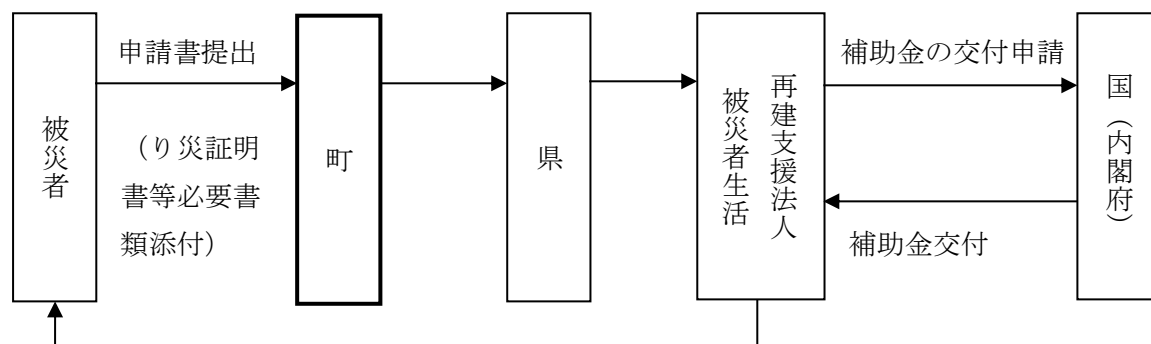 被災者
申請書提出
（り災証明
書等必要書
類添付）
町
県
被災者生活
再建支援法人
補助金の交付申請
補助金交付
国（内閣府）